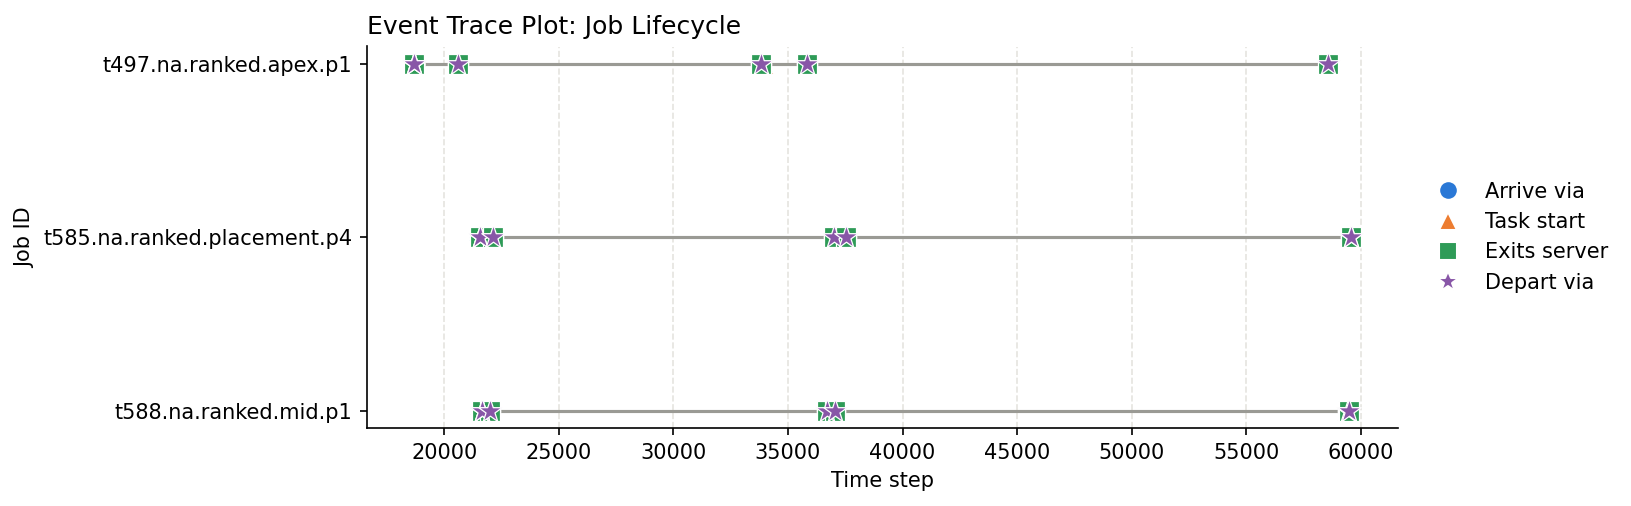 Event Trace Plot: Job Lifecycle
Job ID
t497.na.ranked.apex.p1
t585.na.ranked.placement.p4
t588.na.ranked.mid.p1
20000 25000 30000 35000 40000 45000 50000 55000 60000
Time step
Arrive via
Task start
Exits server
Depart via